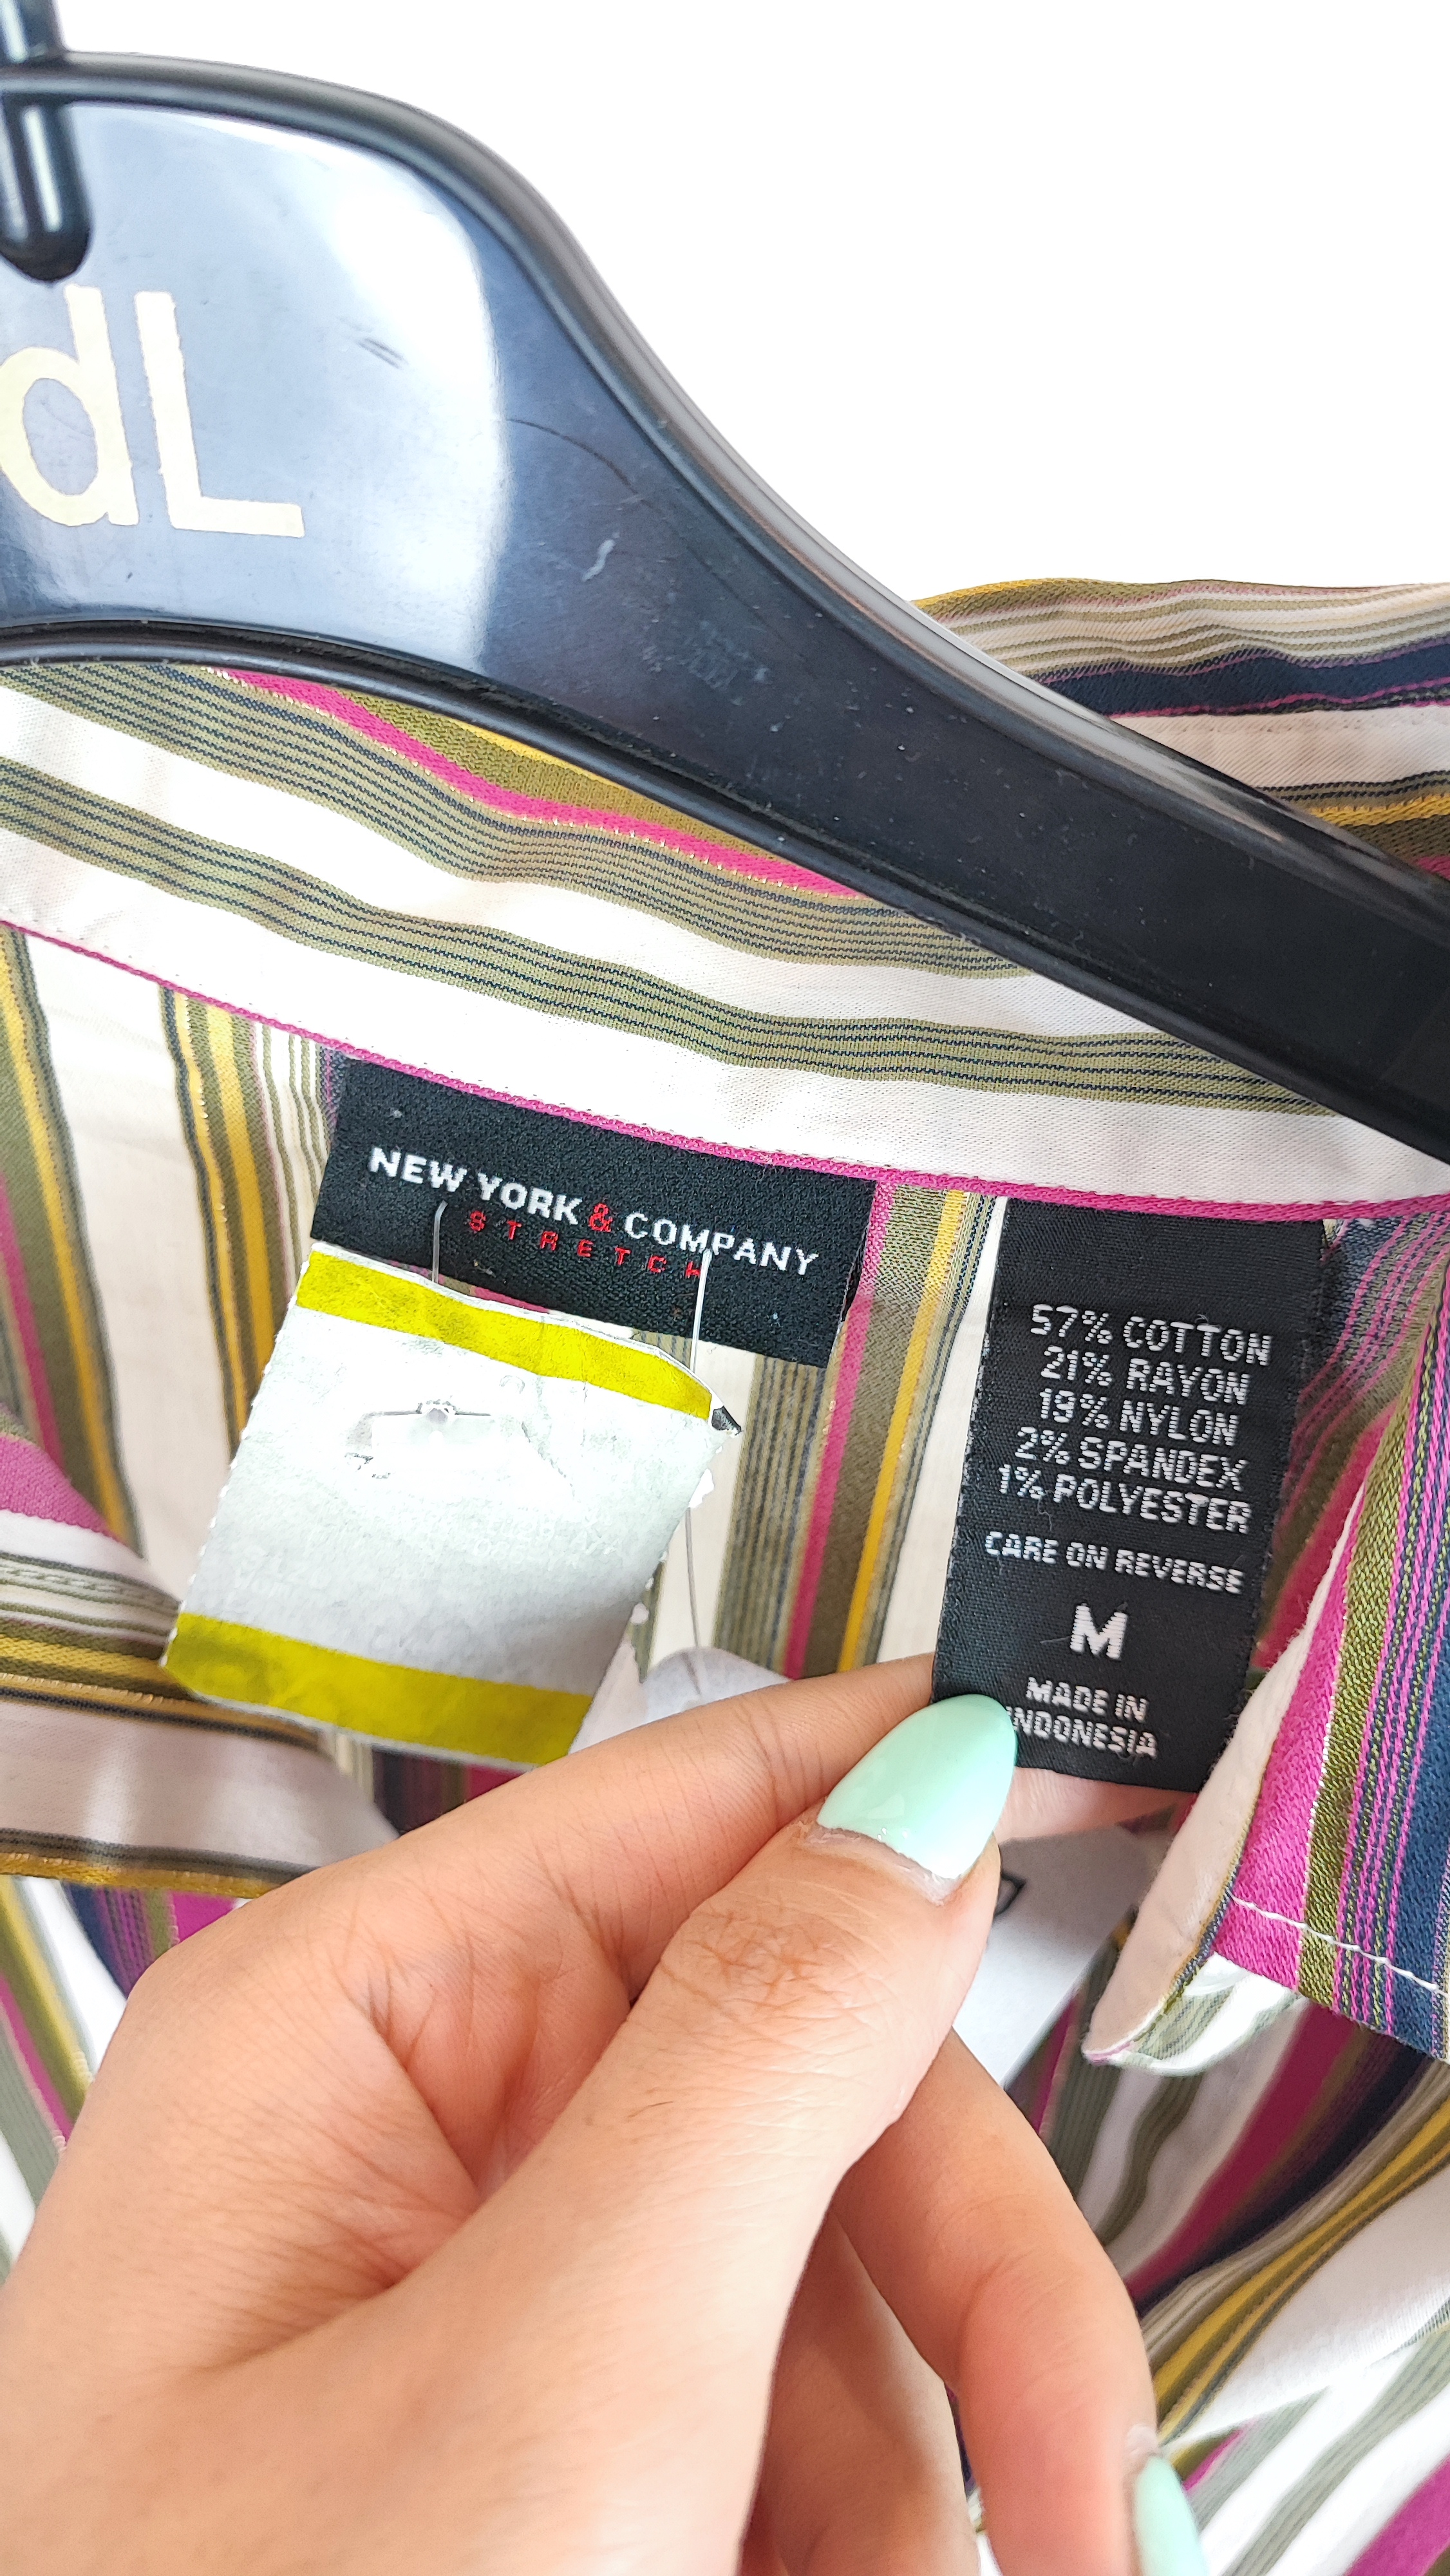 dL
NEW YORK & COMPANY
STRETCH
57% COTTON
21% RAYON
19% NYLON
2% SPANDEX
1% POLYESTER
CARE ON REVERSE
M
MADE IN
INDONESIA